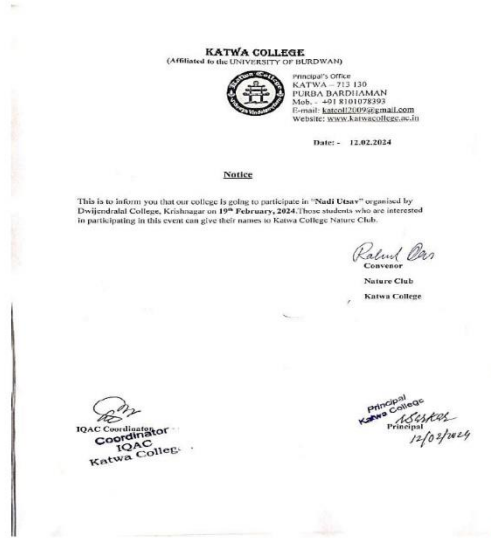 KATWA COLLEGE
(Affiliated to the UNIVERSITY OF BURDWAN)
Katwa College
Principal's Office
KATWA – 713 130
PURBA BARDHAMAN
Mob. - +91 8101078393
E-mail: katcoll2009@gmail.com
Website: www.katwacollege.ac.in
Date: - 12.02.2024
Notice
This is to inform you that our college is going to participate in "Nadi Utsav" organised by
Dwijendralal College, Krishnagar on 19th February, 2024.Those students who are interested
in participating in this event can give their names to Katwa College Nature Club.
Convenor
Nature Club
Katwa College
IQAC Coordinator
Coordinator
IQAC
Katwa College
Principal
Katwa College
Principal
12/02/2024